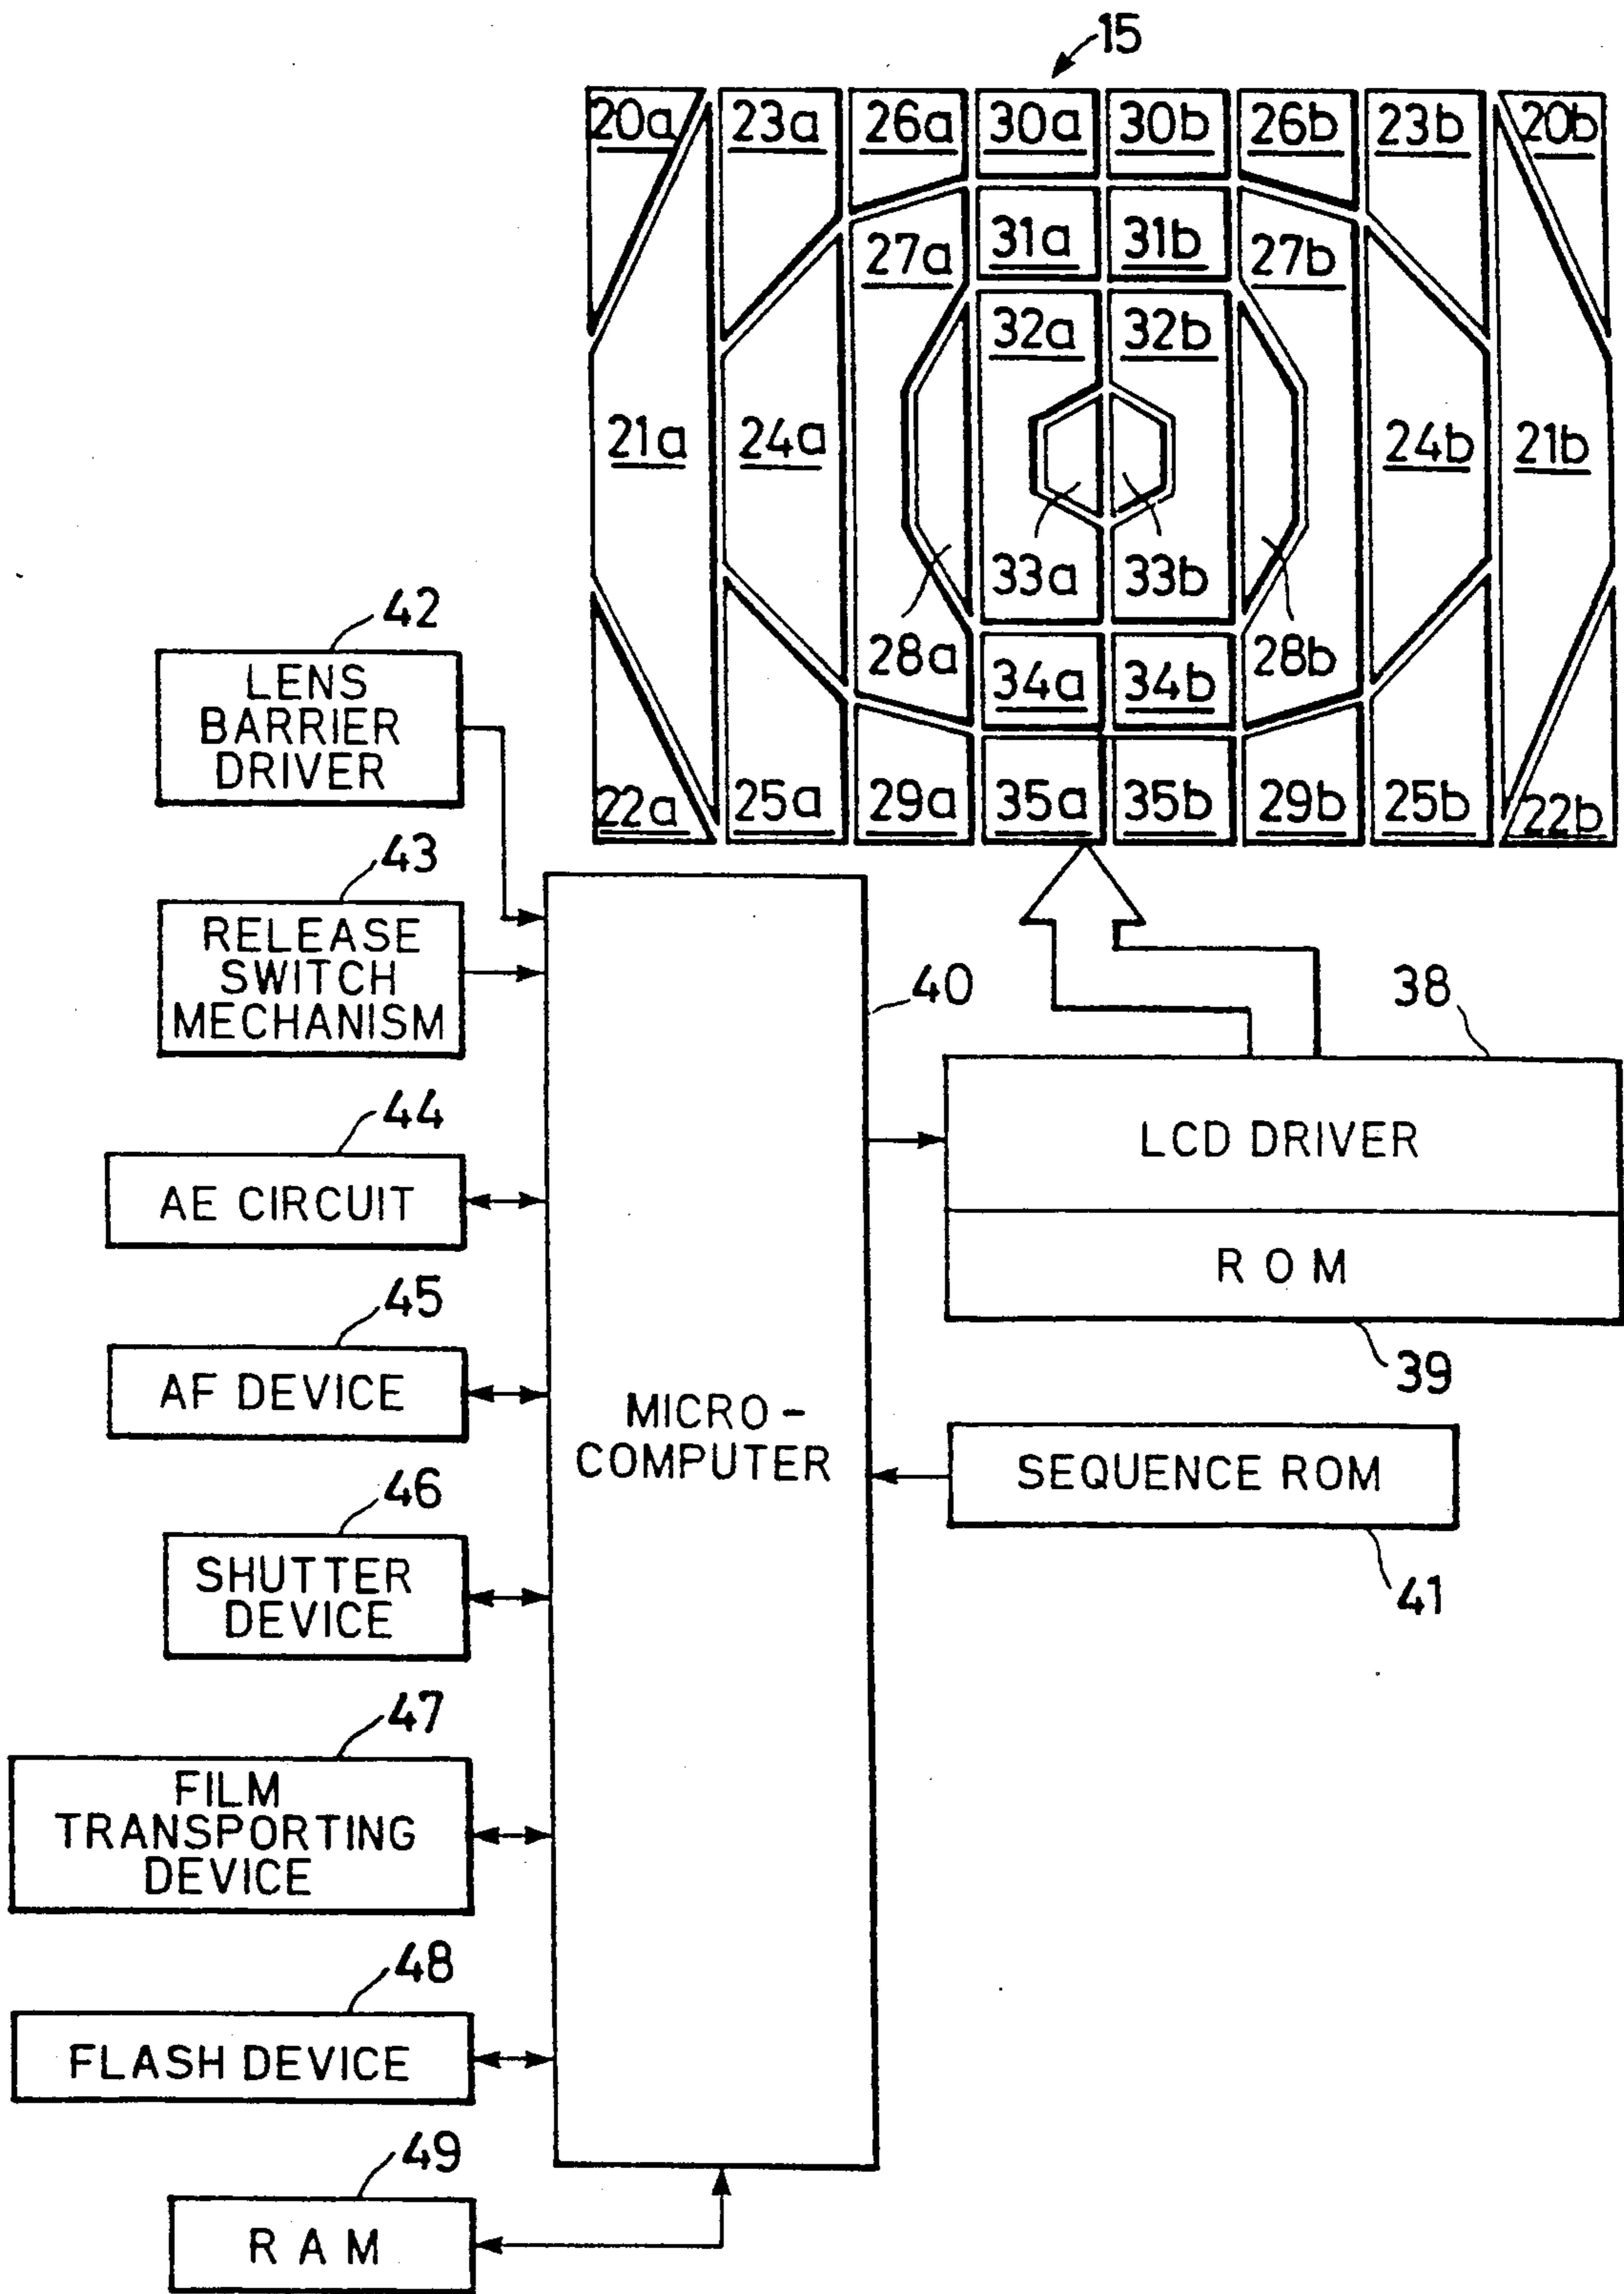 15
20a 23a 26a 30a 30b 26b 23b 20b
27a 31a 31b 27b
32a 32b
21a 24a 24b 21b
33a 33b
28a 34a 34b 28b
22a 25a 29a 35a 35b 29b 25b 22b
42
LENS
BARRIER
DRIVER
43
RELEASE
SWITCH
MECHANISM
40
38
LCD DRIVER
ROM
39
44
AE CIRCUIT
45
AF DEVICE
MICRO-
COMPUTER
SEQUENCE ROM
41
46
SHUTTER
DEVICE
47
FILM
TRANSPORTING
DEVICE
48
FLASH DEVICE
49
RAM